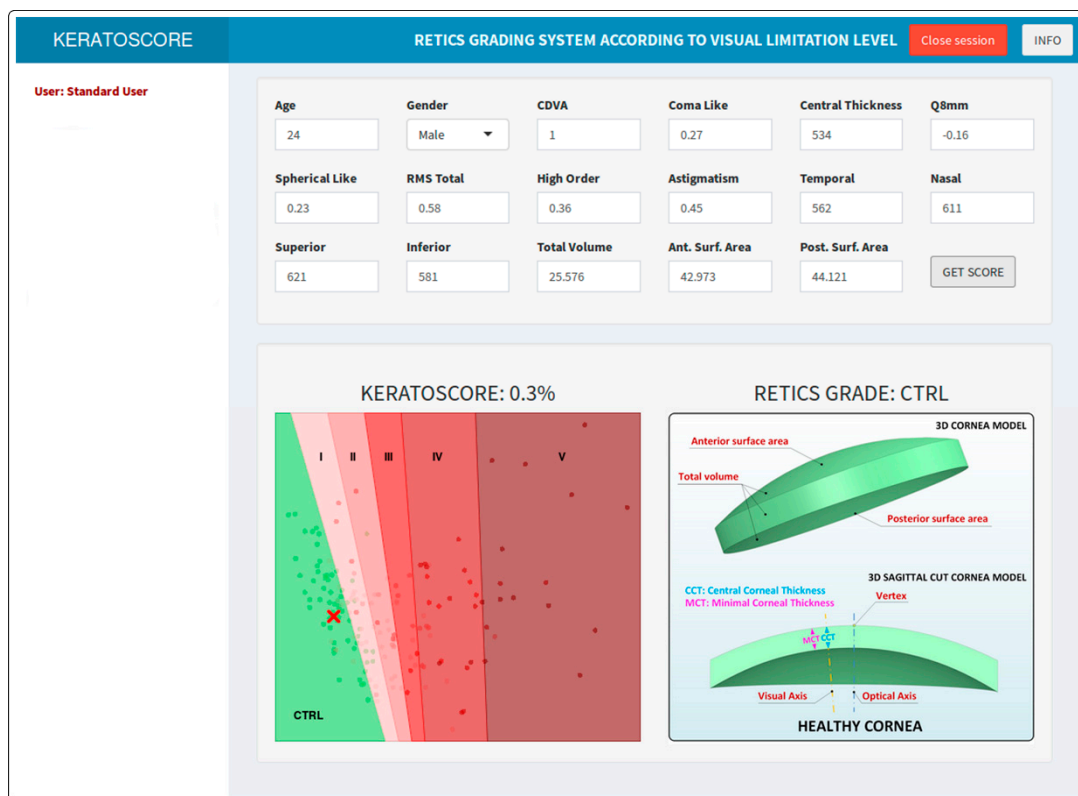 KERATOSCORE
RETICS GRADING SYSTEM ACCORDING TO VISUAL LIMITATION LEVEL
Close session
INFO
User: Standard User
Age Gender CDVA Coma Like Central Thickness Q8mm
24 Male 1 0.27 534 -0.16
Spherical Like RMS Total High Order Astigmatism Temporal Nasal
0.23 0.58 0.36 0.45 562 611
Superior Inferior Total Volume Ant. Surf. Area Post. Surf. Area
621 581 25.576 42.973 44.121
GET SCORE
KERATOSCORE: 0.3%
I II III IV V
CTRL
RETICS GRADE: CTRL
3D CORNEA MODEL
Anterior surface area
Total volume
Posterior surface area
3D SAGITTAL CUT CORNEA MODEL
CCT: Central Corneal Thickness
MCT: Minimal Corneal Thickness
Vertex
MCT CCT
Visual Axis
Optical Axis
HEALTHY CORNEA